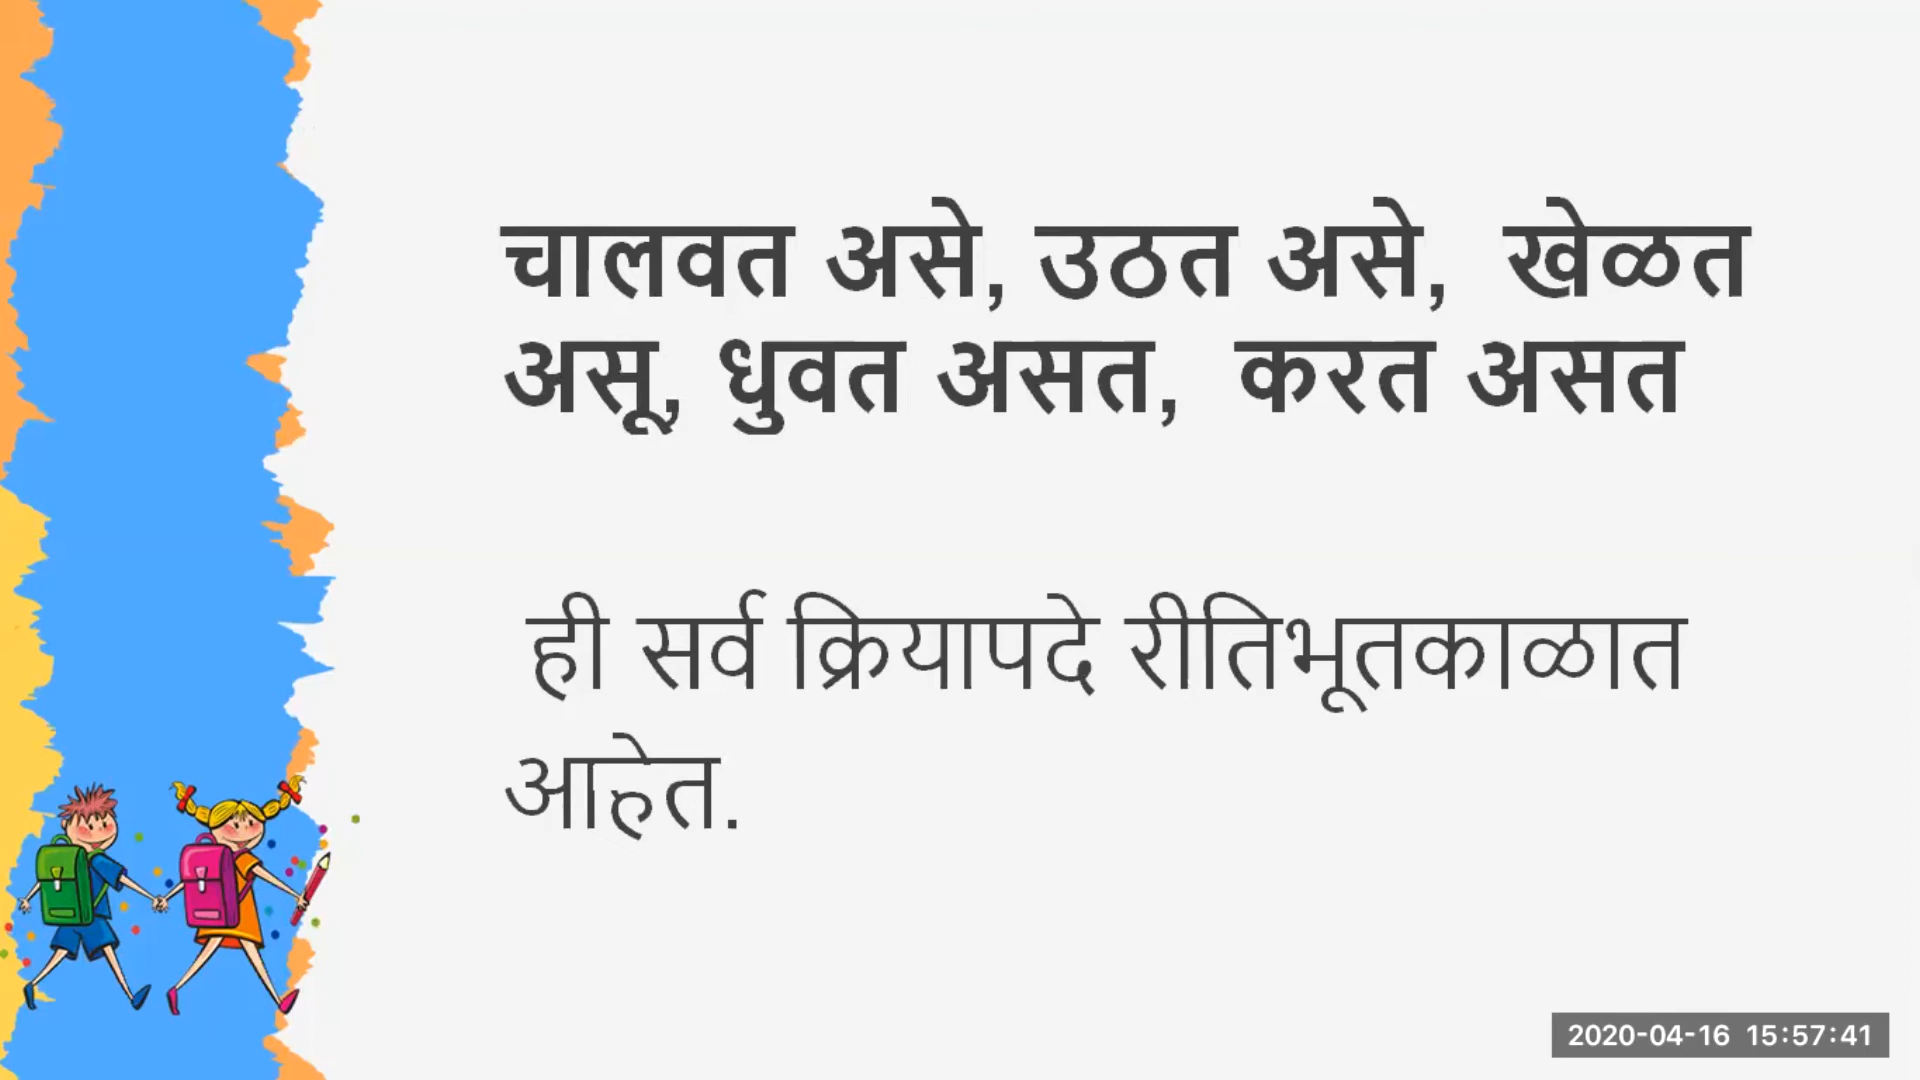 चालवत असे, उठत असे, खेळत
असू, धुवत असत, करत असत
ही सर्व क्रियापदे रीतिभूतकाळात
आहेत.
2020-04-16 15:57:41